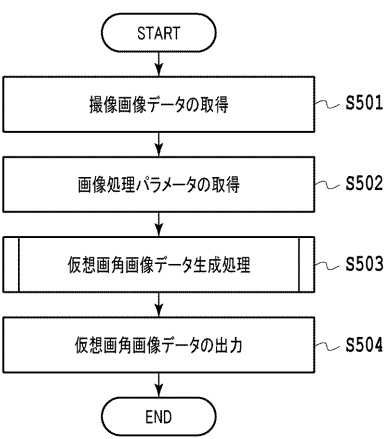 START
撮像画像データの取得
S501
画像処理パラメータの取得
S502
仮想画角画像データ生成処理
S503
仮想画角画像データの出力
S504
END